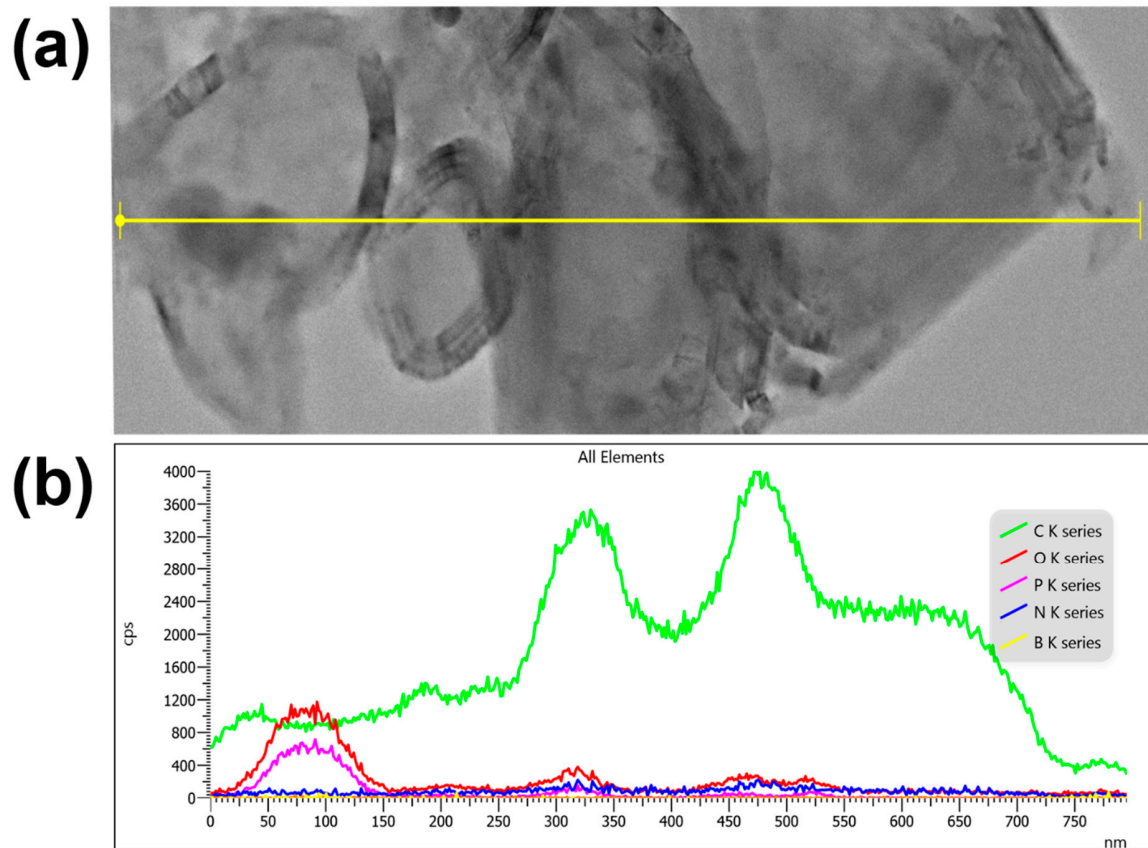 (a)
(b)
All Elements
4000
3600
3200
2800
2400
2000
1600
1200
800
400
0
cps
C K series
O K series
P K series
N K series
B K series
0 50 100 150 200 250 300 350 400 450 500 550 600 650 700 750
nm